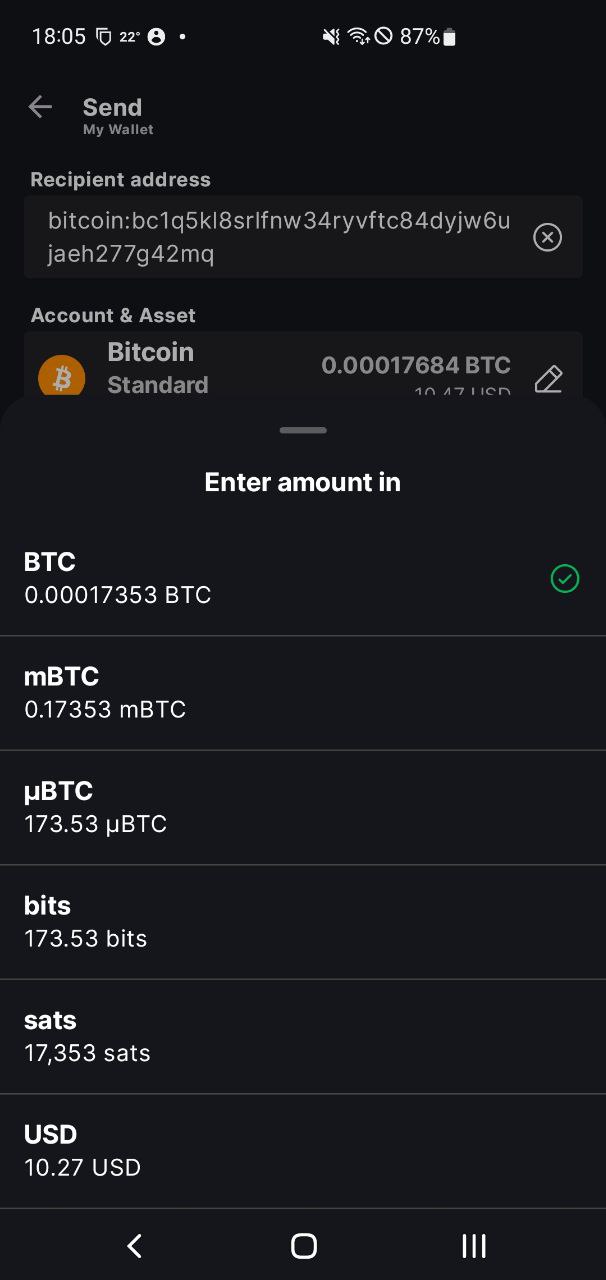 18:05 22° 87%
Send
My Wallet
Recipient address
bitcoin:bc1q5kl8srlfnw34ryvftc84dyjw6u
jaeh277g42mq
Account & Asset
Bitcoin
0.00017684 BTC
Standard
10.47 USD
Enter amount in
BTC
0.00017353 BTC
mBTC
0.17353 mBTC
µBTC
173.53 µBTC
bits
173.53 bits
sats
17,353 sats
USD
10.27 USD